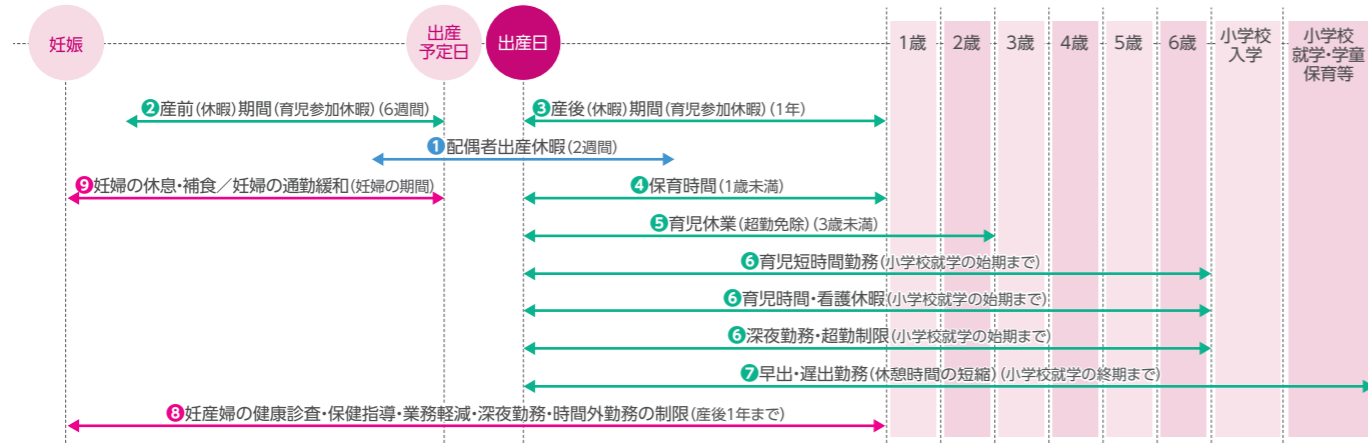 妊娠
出産
予定日
出産日
1歳
2歳
3歳
4歳
5歳
6歳
小学校
入学
小学校
就学・学童
保育等
❷産前(休暇)期間(育児参加休暇)(6週間)
❸産後(休暇)期間(育児参加休暇)(1年)
❶配偶者出産休暇(2週間)
❾妊婦の休息・補食／妊婦の通勤緩和(妊婦の期間)
❹保育時間(1歳未満)
❺育児休業(超勤免除)(3歳未満)
❻育児短時間勤務(小学校就学の始期まで)
❻育児時間・看護休暇(小学校就学の始期まで)
❻深夜勤務・超勤制限(小学校就学の始期まで)
❼早出・遅出勤務(休憩時間の短縮)(小学校就学の終期まで)
❽妊産婦の健康診査・保健指導・業務軽減・深夜勤務・時間外勤務の制限(産後1年まで)